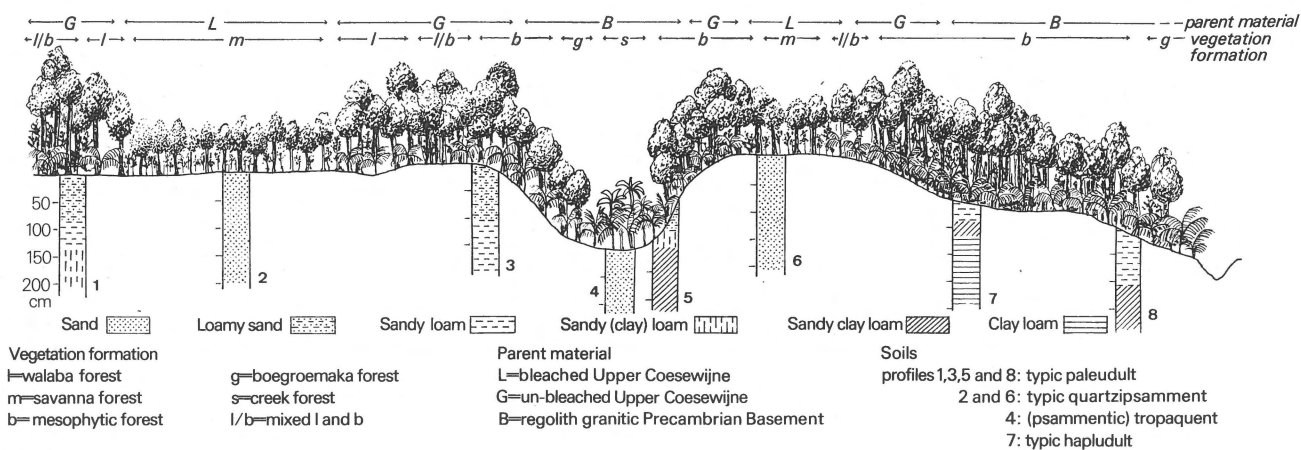 G L G B G L G B parent material
l/b l m l l/b b g s b m l/b b g vegetation
formation
50
100
150
200
cm
1
2
3
4
5
6
7
8
Sand Loamy sand Sandy loam Sandy (clay) loam Sandy clay loam Clay loam
Vegetation formation
l=walaba forest
m=savanna forest
b=mesophytic forest
g=boegroemaka forest
s=creek forest
l/b=mixed l and b
Parent material
L=bleached Upper Coesewijne
G=un-bleached Upper Coesewijne
B=regolith granitic Precambrian Basement
Soils
profiles 1,3,5 and 8: typic paleudult
2 and 6: typic quartzipsamment
4: (psammentic) tropaquent
7: typic hapludult